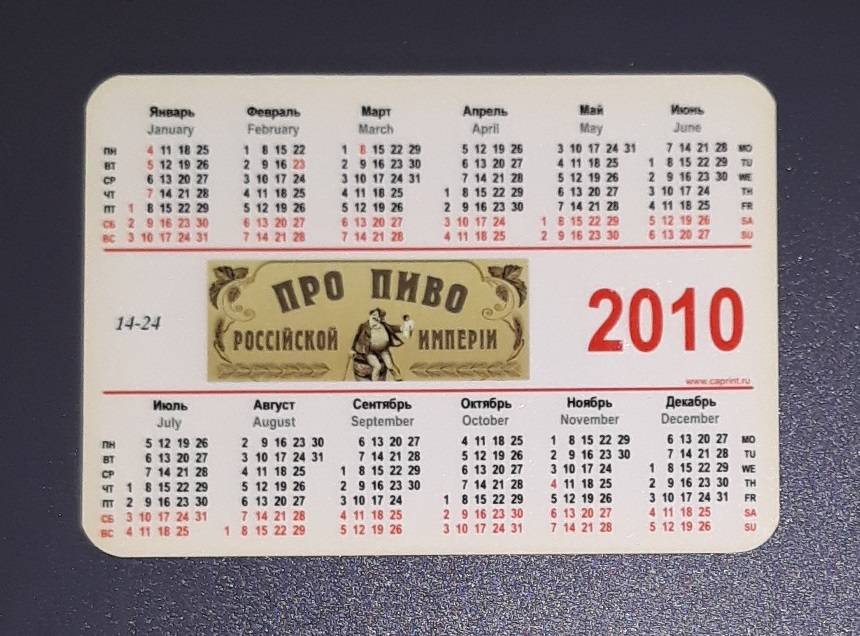 Январь Февраль Март Апрель Май Июнь
January February March April May June
ПН 4 11 18 25 1 8 15 22 1 8 15 22 29 5 12 19 26 3 10 17 24 31 7 14 21 28 MO
ВТ 5 12 19 26 2 9 16 23 2 9 16 23 30 6 13 20 27 4 11 18 25 1 8 15 22 29 TU
СР 6 13 20 27 3 10 17 24 3 10 17 24 31 7 14 21 28 5 12 19 26 2 9 16 23 30 WE
ЧТ 7 14 21 28 4 11 18 25 4 11 18 25 1 8 15 22 29 6 13 20 27 3 10 17 24 TH
ПТ 1 8 15 22 29 5 12 19 26 5 12 19 26 2 9 16 23 30 7 14 21 28 4 11 18 25 FR
СБ 2 9 16 23 30 6 13 20 27 6 13 20 27 3 10 17 24 1 8 15 22 29 5 12 19 26 SA
ВС 3 10 17 24 31 7 14 21 28 7 14 21 28 4 11 18 25 2 9 16 23 30 6 13 20 27 SU
14-24
ПРО ПИВО
РОССІЙСКОЙ ИМПЕРІИ
2010
www.caprint.ru
Июль Август Сентябрь Октябрь Ноябрь Декабрь
July August September October November December
ПН 5 12 19 26 2 9 16 23 30 6 13 20 27 4 11 18 25 1 8 15 22 29 6 13 20 27 MO
ВТ 6 13 20 27 3 10 17 24 31 7 14 21 28 5 12 19 26 2 9 16 23 30 7 14 21 28 TU
СР 7 14 21 28 4 11 18 25 1 8 15 22 29 6 13 20 27 3 10 17 24 1 8 15 22 29 WE
ЧТ 1 8 15 22 29 5 12 19 26 2 9 16 23 30 7 14 21 28 4 11 18 25 2 9 16 23 30 TH
ПТ 2 9 16 23 30 6 13 20 27 3 10 17 24 1 8 15 22 29 5 12 19 26 3 10 17 24 31 FR
СБ 3 10 17 24 31 7 14 21 28 4 11 18 25 2 9 16 23 30 6 13 20 27 4 11 18 25 SA
ВС 4 11 18 25 1 8 15 22 29 5 12 19 26 3 10 17 24 31 7 14 21 28 5 12 19 26 SU